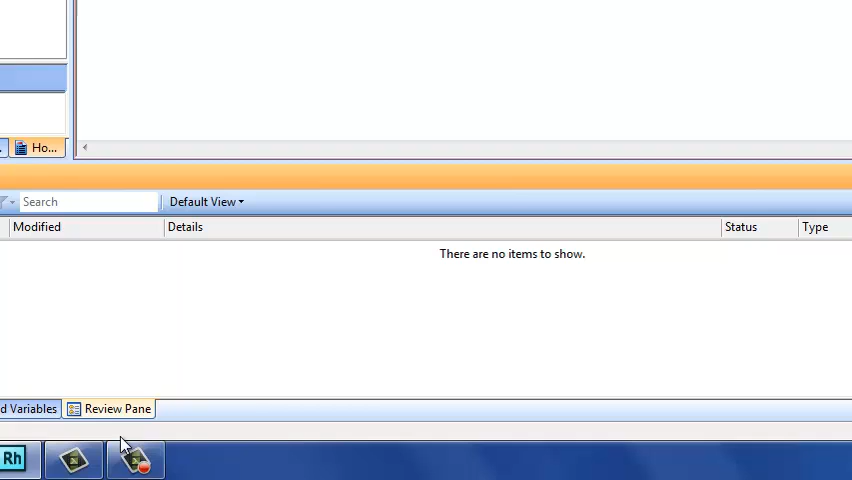 Ho...
Search Default View
Modified Details Status Type
There are no items to show.
d Variables Review Pane
Rh